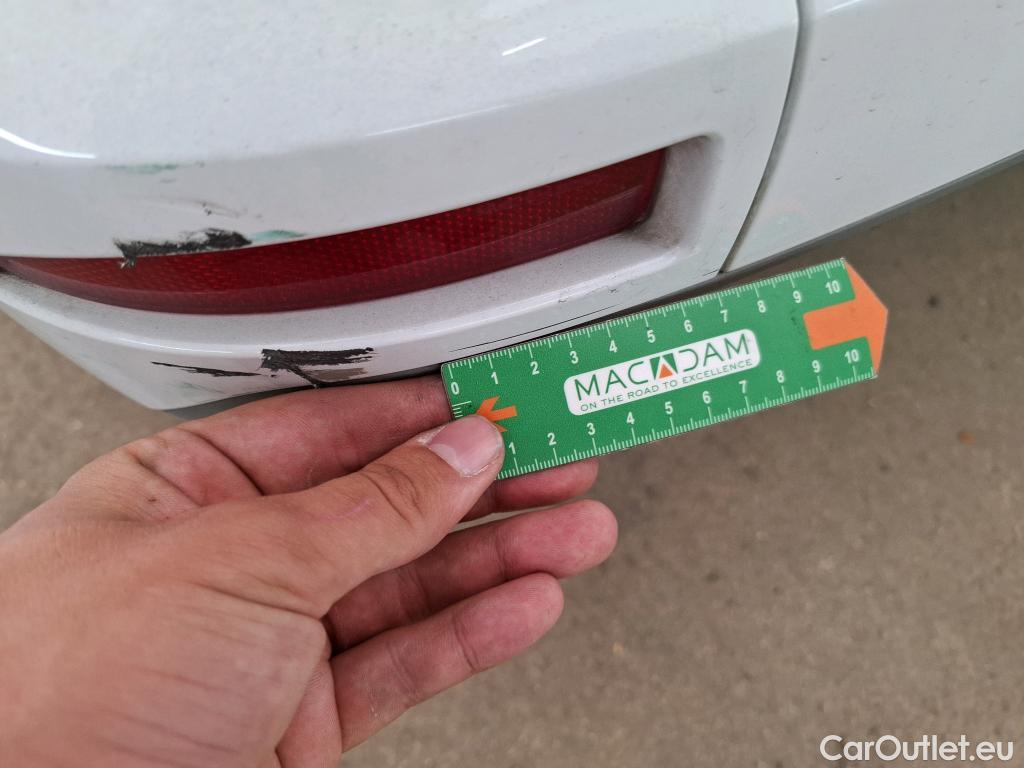 0 1 2 3 4 5 6 7 8 9 10
MACADAM
ON THE ROAD TO EXCELLENCE
1 2 3 4 5 6 7 8 9 10
CarOutlet.eu